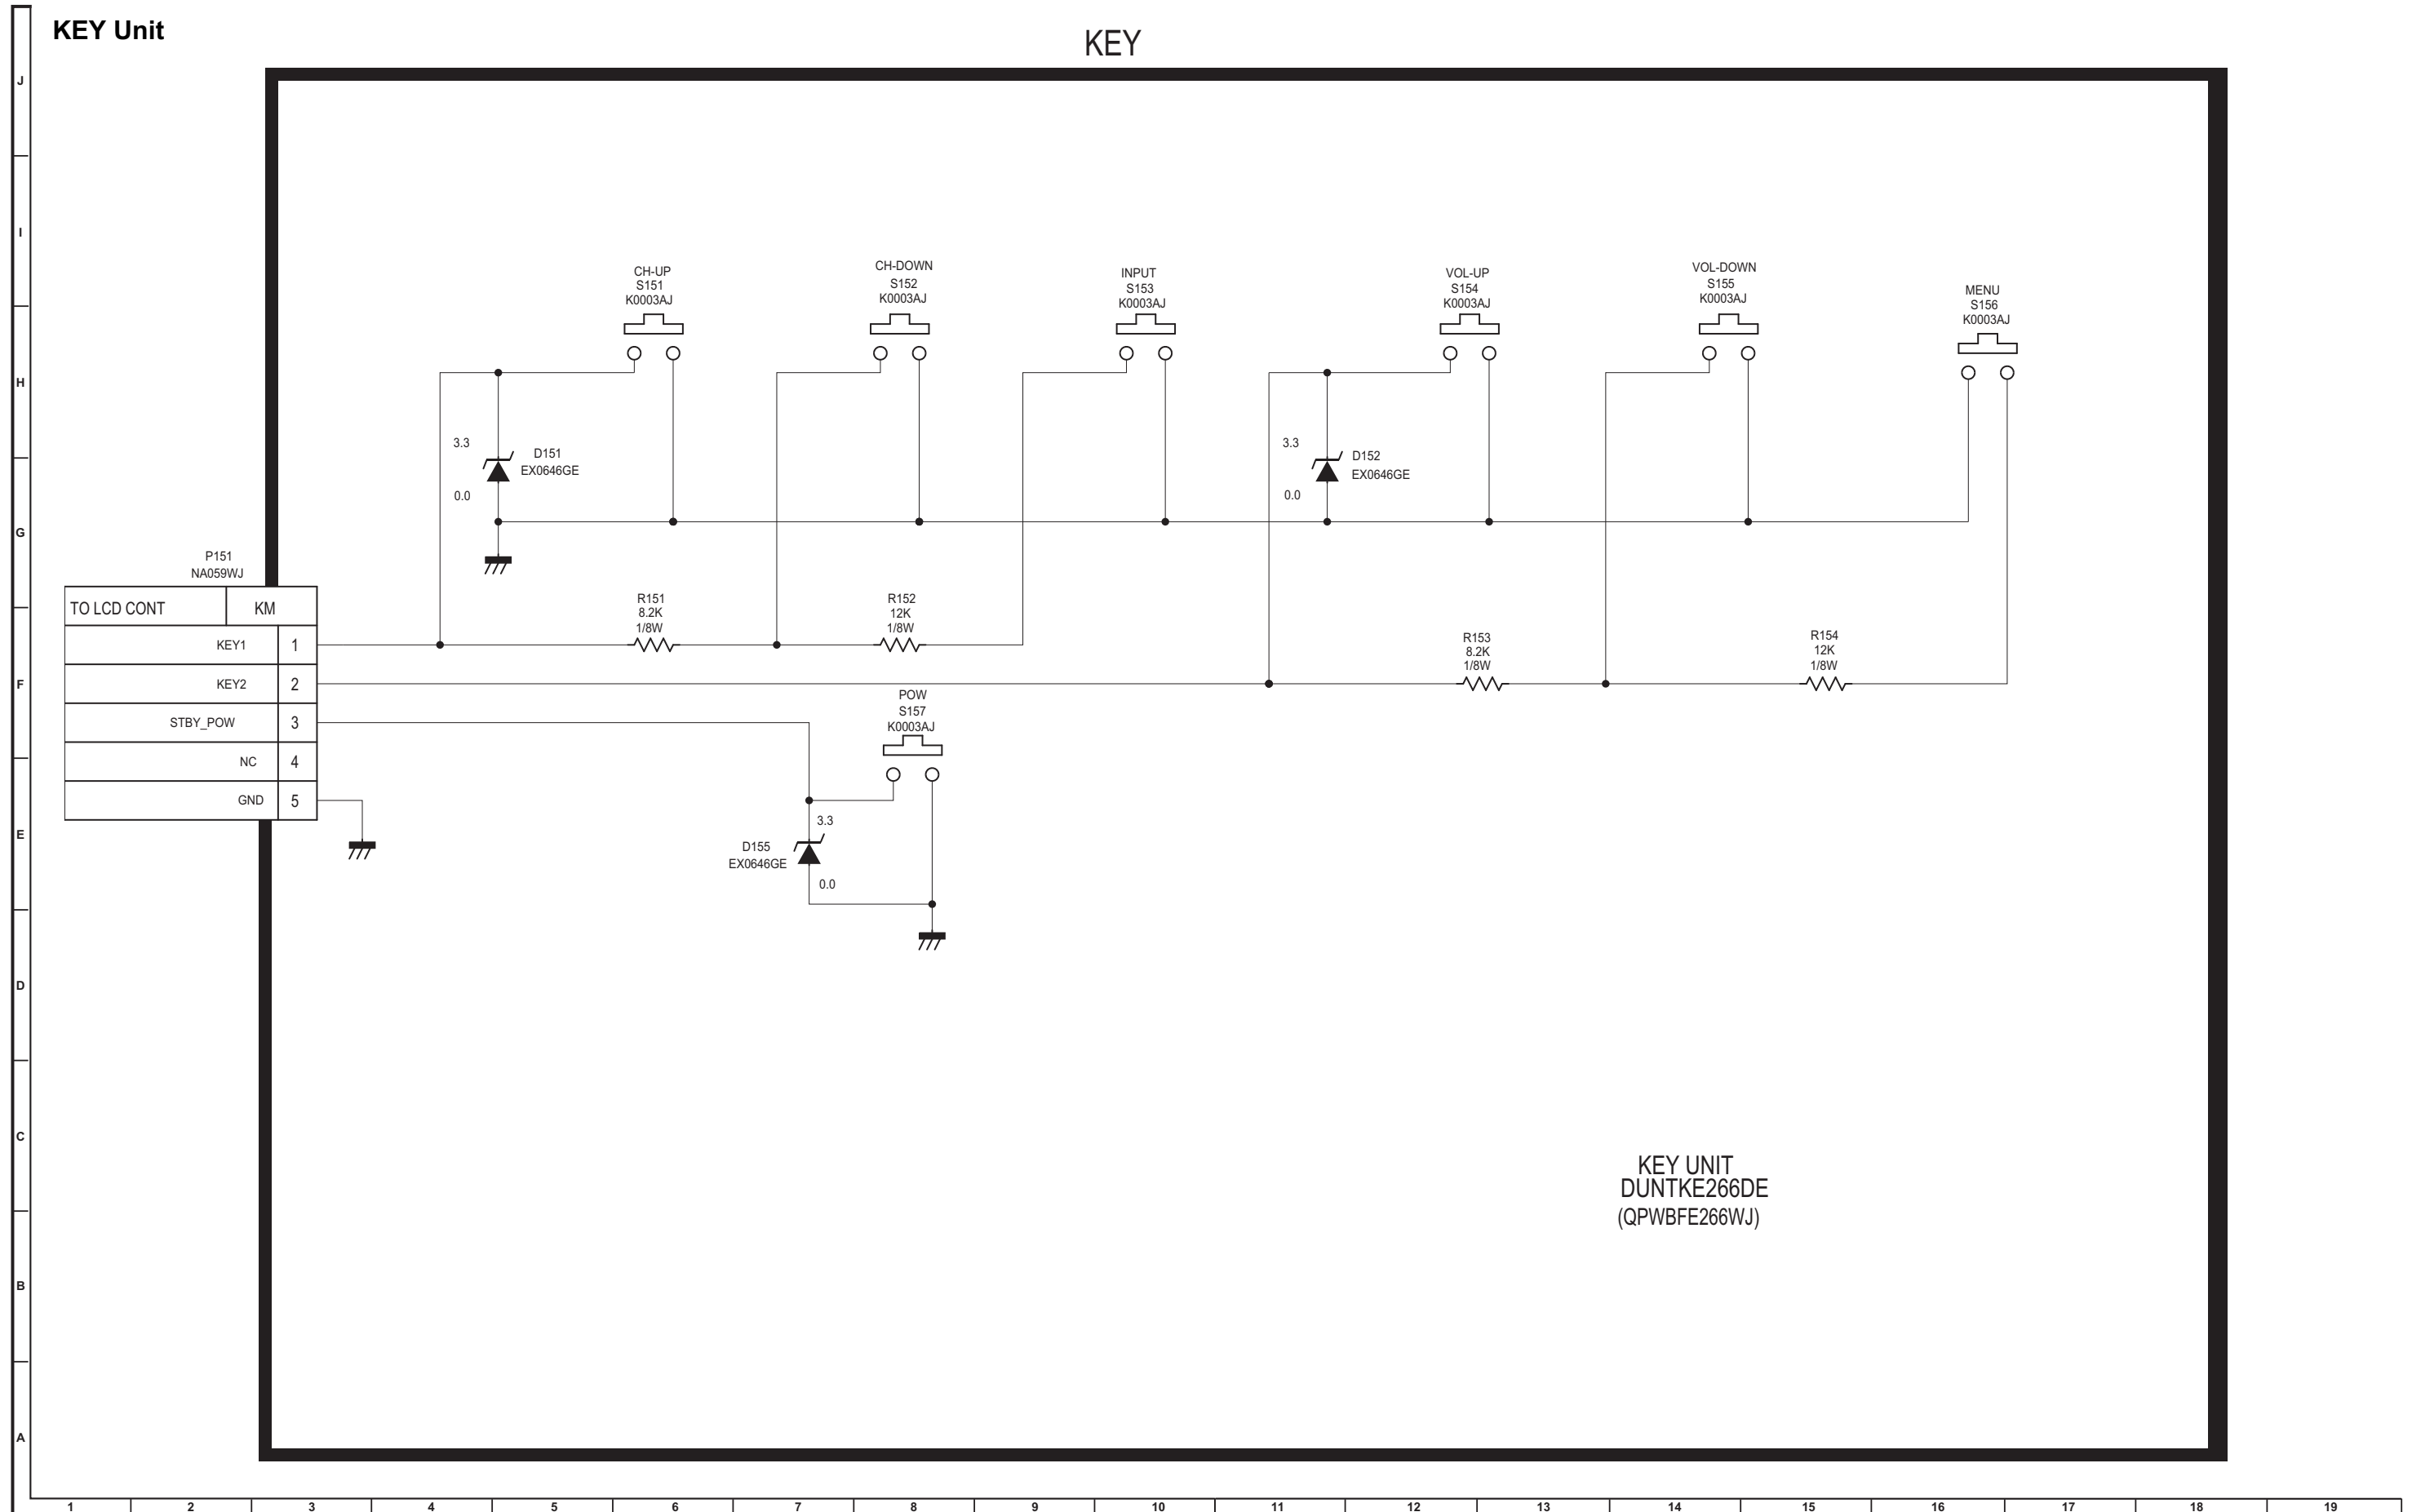 KEY Unit
KEY
J
I
H
G
F
E
D
C
B
A
CH-UP
S151
K0003AJ
CH-DOWN
S152
K0003AJ
INPUT
S153
K0003AJ
VOL-UP
S154
K0003AJ
VOL-DOWN
S155
K0003AJ
MENU
S156
K0003AJ
3.3
0.0
D151
EX0646GE
3.3
0.0
D152
EX0646GE
P151
NA059WJ
TO LCD CONT KM
KEY1 1
KEY2 2
STBY_POW 3
NC 4
GND 5
R151
8.2K
1/8W
R152
12K
1/8W
R153
8.2K
1/8W
R154
12K
1/8W
POW
S157
K0003AJ
3.3
D155
EX0646GE
0.0
KEY UNIT
DUNTKE266DE
(QPWBFE266WJ)
1 2 3 4 5 6 7 8 9 10 11 12 13 14 15 16 17 18 19